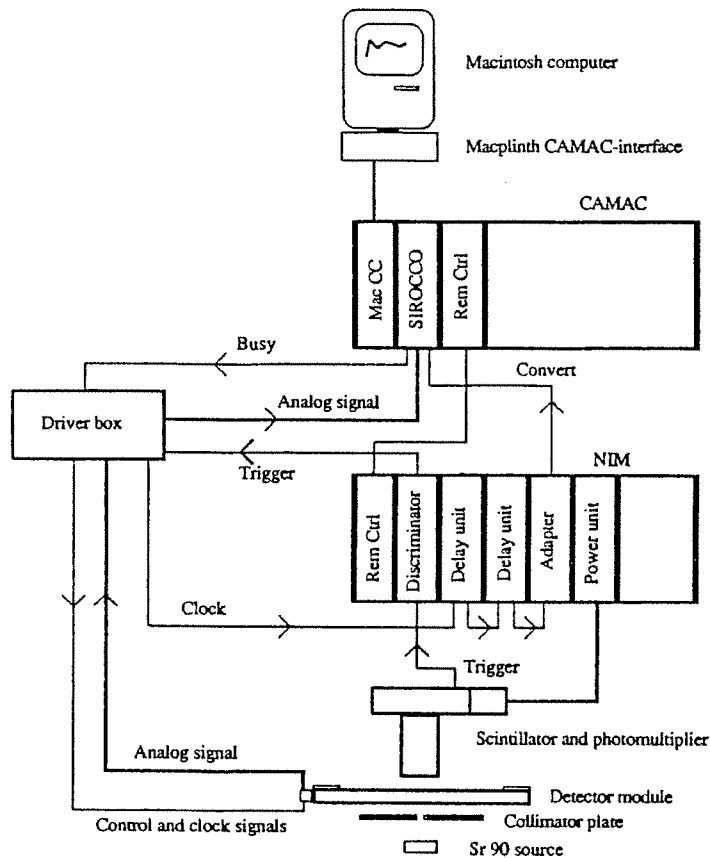 Macintosh computer
Macplinth CAMAC-interface
CAMAC
Mac CC
SIROCCO
Rem Ctrl
Busy
Convert
Analog signal
Driver box
Trigger
NIM
Rem Ctrl
Discriminator
Delay unit
Delay unit
Adapter
Power unit
Clock
Trigger
Scintillator and photomultiplier
Analog signal
Detector module
Control and clock signals
Collimator plate
Sr 90 source